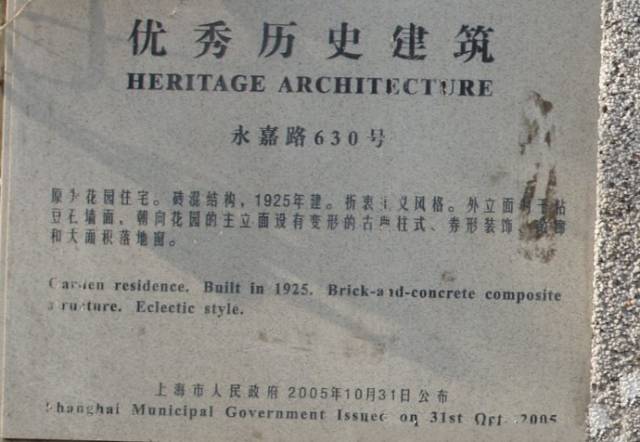 优秀历史建筑
HERITAGE ARCHITECTURE
永嘉路630号
原为花园住宅。砖混结构，1925年建。折衷主义风格。外立面干粘
豆石墙面，朝向花园的主立面设有变形的古典柱式、券形装饰
和大面积落地窗。
Garden residence. Built in 1925. Brick-and-concrete composite
structure. Eclectic style.
上海市人民政府 2005年10月31日公布
Shanghai Municipal Government Issued on 31st Oct. 2005